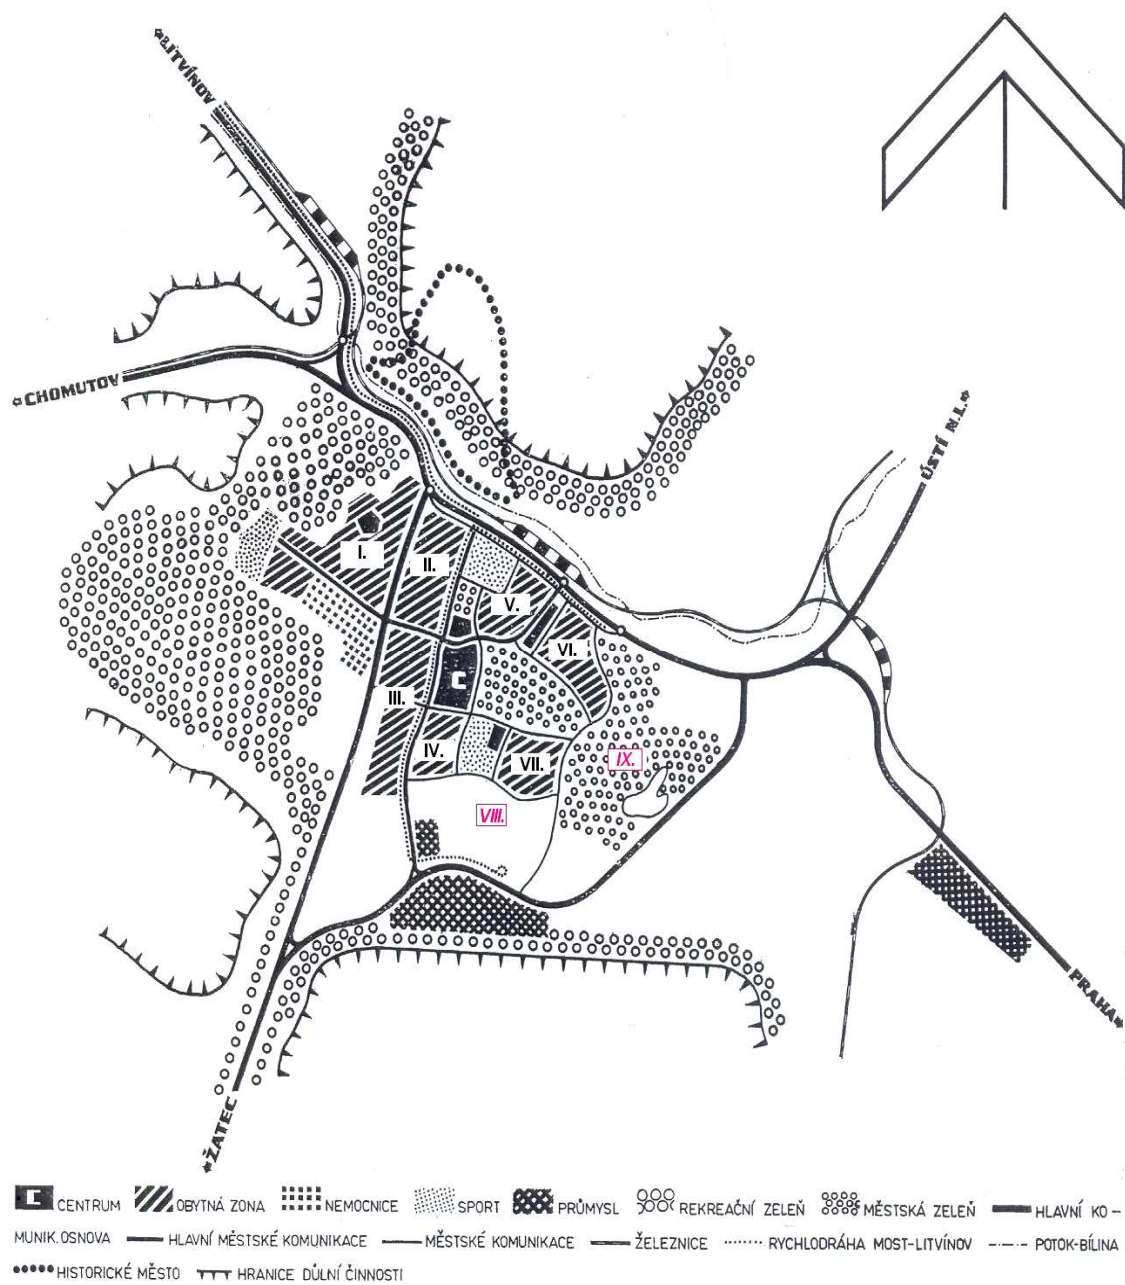 LITVÍNOV
CHOMUTOV
ÚSTÍ N.L.
I.
II.
V.
VI.
C
III.
IV.
VII.
IX.
VIII.
PRAHA
ŽATEC
C CENTRUM OBYTNÁ ZONA NEMOCNICE SPORT PRŮMYSL REKREAČNÍ ZELEŇ MĚSTSKÁ ZELEŇ HLAVNÍ KO-
MUNIK. OSNOVA HLAVNÍ MĚSTSKÉ KOMUNIKACE MĚSTSKÉ KOMUNIKACE ŽELEZNICE RYCHLODRÁHA MOST-LITVÍNOV POTOK-BÍLINA
HISTORICKÉ MĚSTO HRANICE DŮLNÍ ČINNOSTI